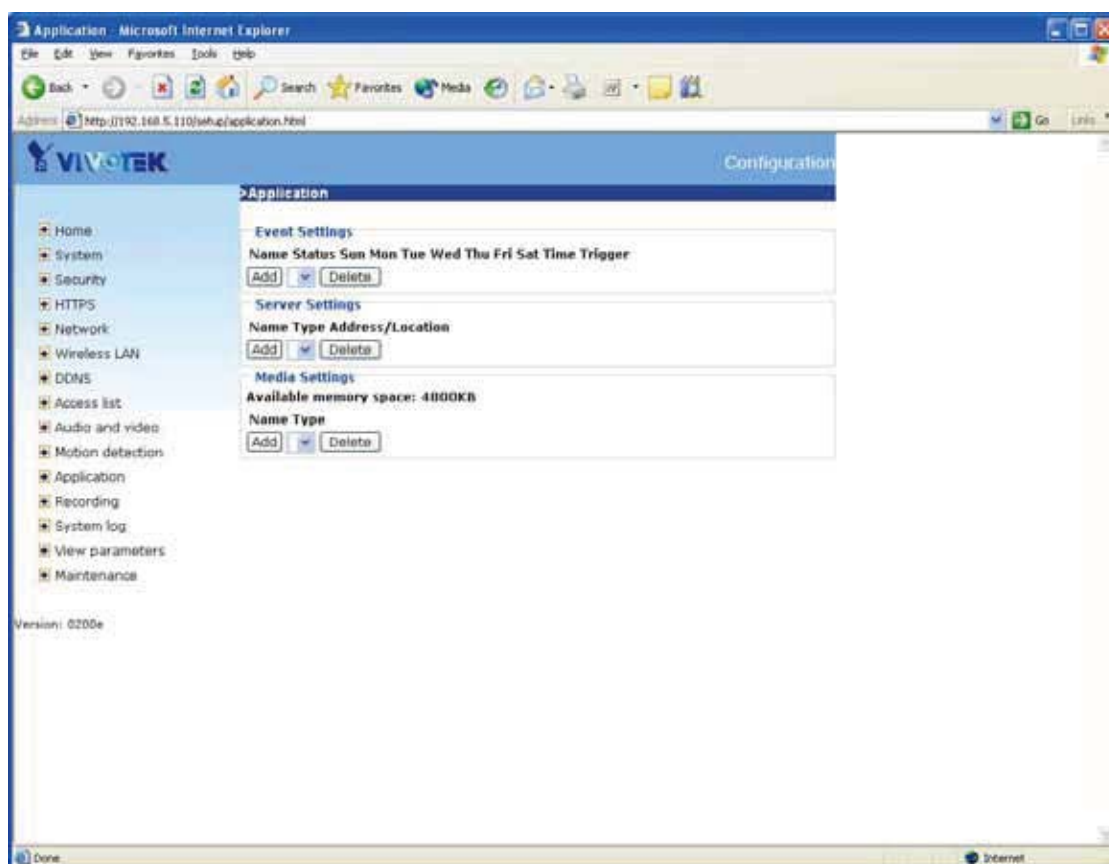 Application - Microsoft Internet Explorer
File Edit View Favorites Tools Help
Back Search Favorites Media
Address http://192.168.5.110/setup/application.html Go Links
VIVOTEK Configuration
>Application
Home
System
Security
HTTPS
Network
Wireless LAN
DDNS
Access list
Audio and video
Motion detection
Application
Recording
System log
View parameters
Maintenance
Version: 0200e
Event Settings
Name Status Sun Mon Tue Wed Thu Fri Sat Time Trigger
Add Delete
Server Settings
Name Type Address/Location
Add Delete
Media Settings
Available memory space: 4800KB
Name Type
Add Delete
Done Internet